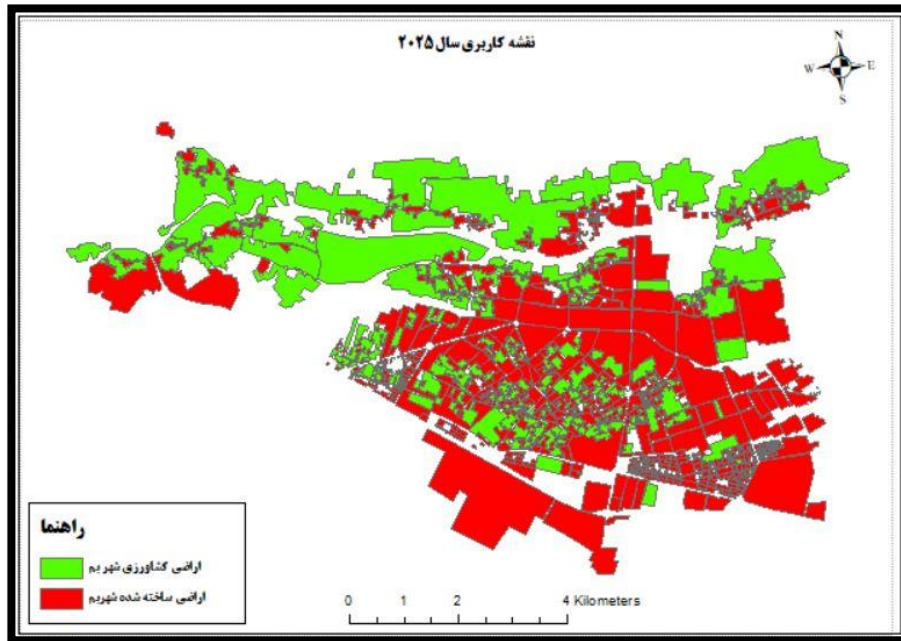 نقشه کاربری سال ۲۰۲۵
N
W E
S
راهنما
اراضی کشاورزی شهر بم
اراضی ساخته شده شهربم
0 1 2 4 Kilometers